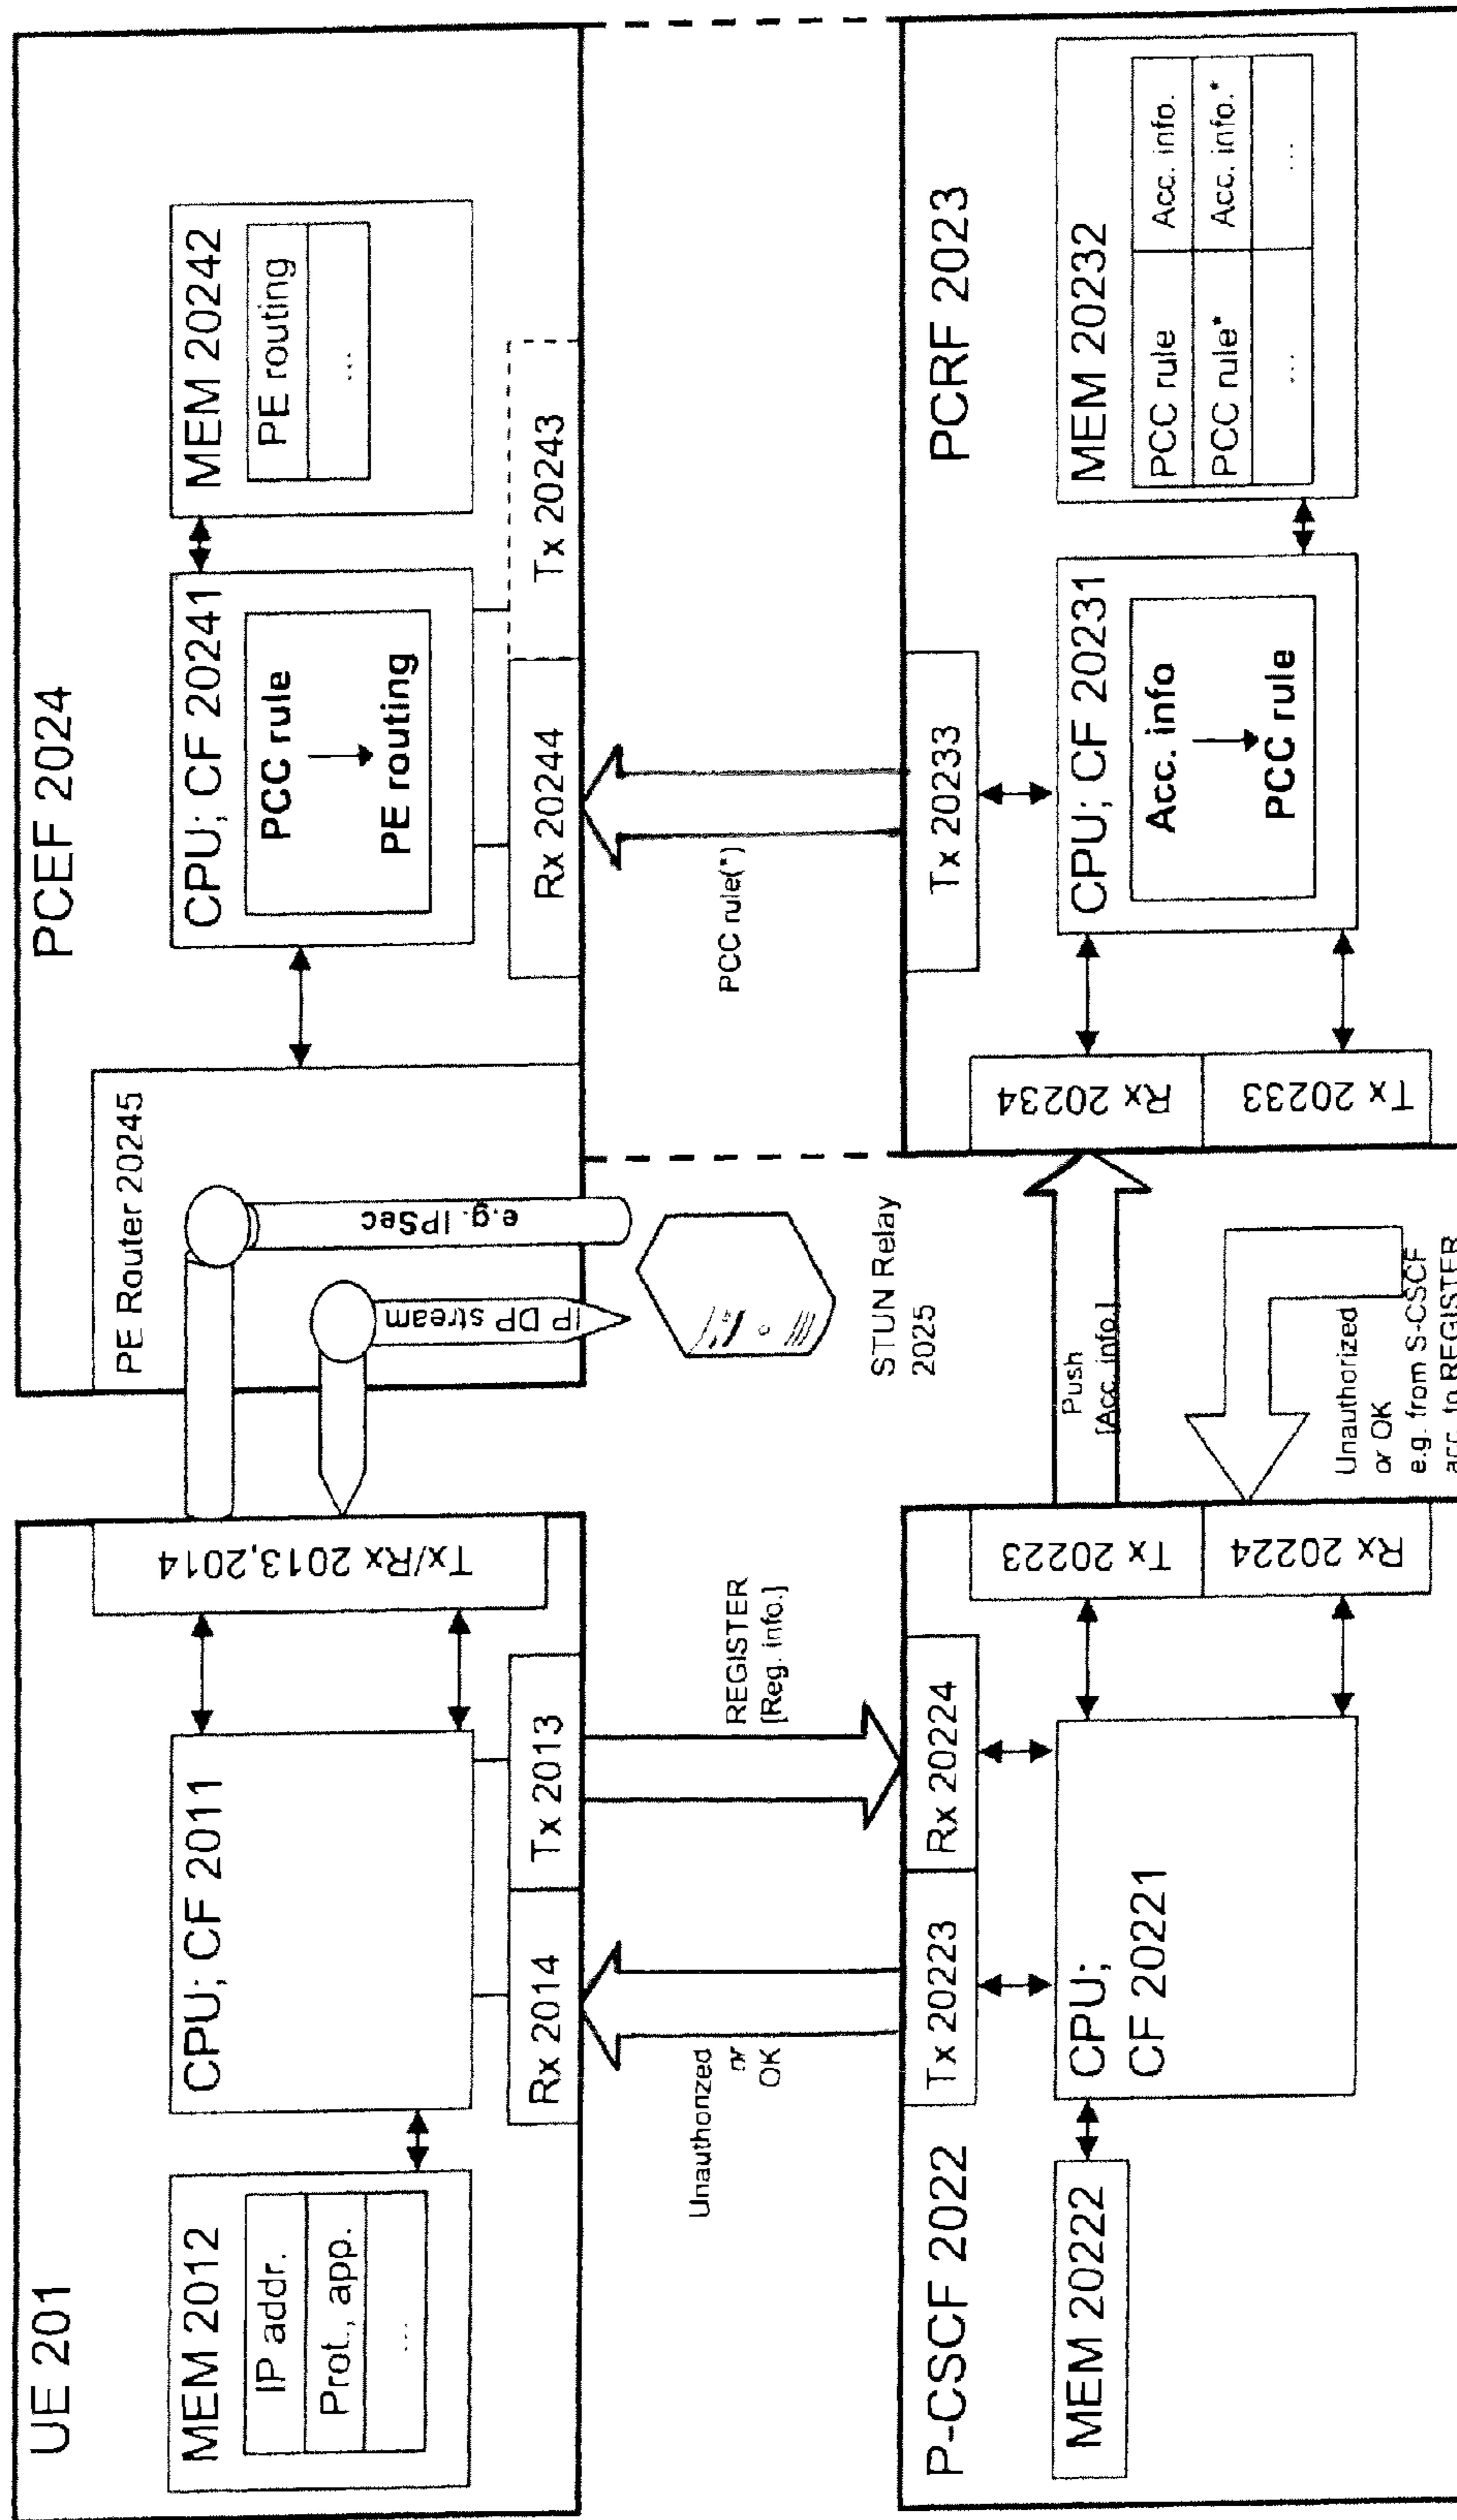 UE 201
MEM 2012
IP addr.
Prot., app.
...
CPU; CF 2011
Rx 2014
Tx 2013
Tx/Rx 2013,2014
PCEF 2024
PE Router 20245
e.g. IPSec
IP DP stream
CPU; CF 20241
PCC rule
PE routing
MEM 20242
PE routing
...
Rx 20244
Tx 20243
STUN Relay
2025
Unauthorized
or
OK
REGISTER
[Reg. info.]
PCC rule(*)
P-CSCF 2022
MEM 20222
CPU;
CF 20221
Tx 20223
Rx 20224
Tx 20223
Rx 20224
Push
[Acc. info.]
Unauthorized
or OK
e.g. from S-CSCF
acc. to REGISTER
PCRF 2023
Tx 20233
Rx 20234
Tx 20233
CPU; CF 20231
Acc. info
PCC rule
MEM 20232
PCC rule
Acc. info.
PCC rule*
Acc. info.*
...
...